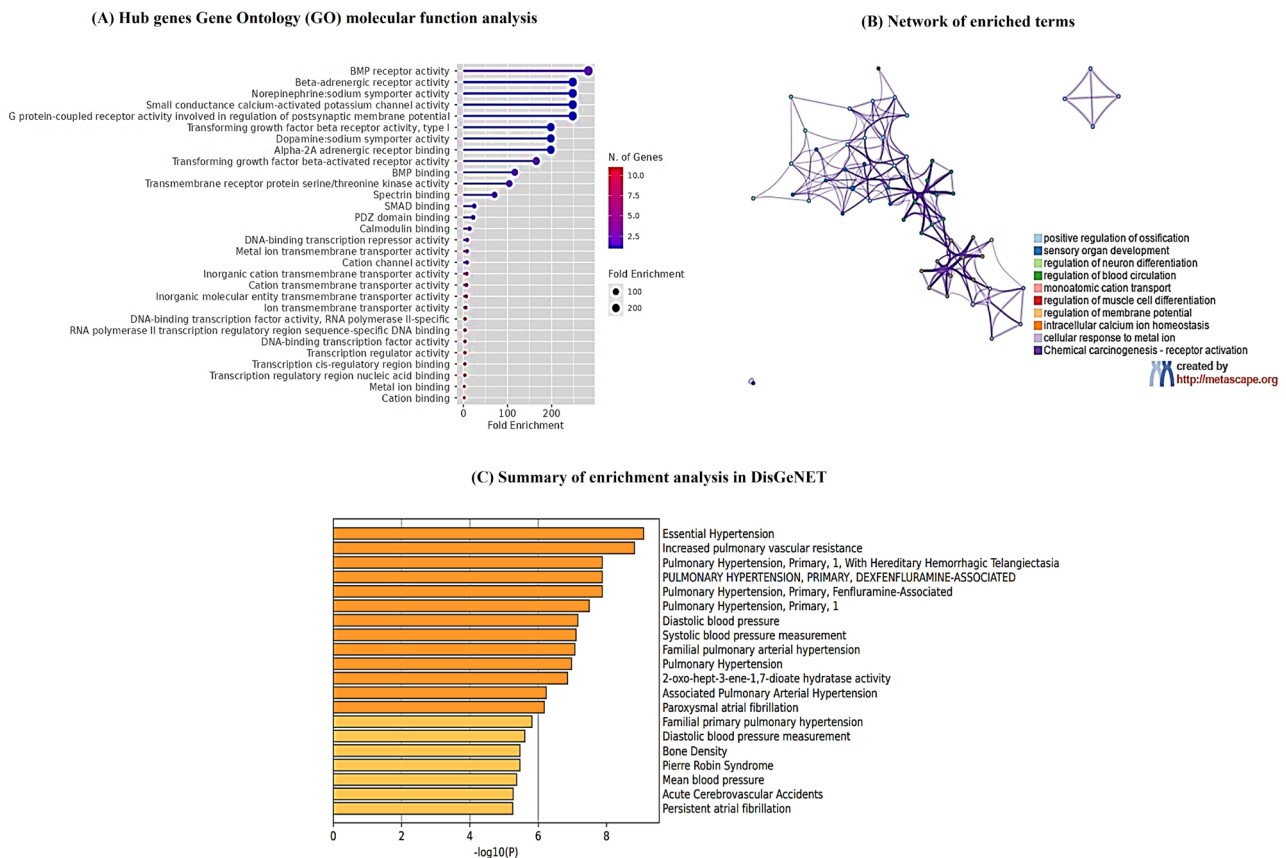 (A) Hub genes Gene Ontology (GO) molecular function analysis
BMP receptor activity
Beta-adrenergic receptor activity
Norepinephrine:sodium symporter activity
Small conductance calcium-activated potassium channel activity
G protein-coupled receptor activity involved in regulation of postsynaptic membrane potential
Transforming growth factor beta receptor activity, type I
Dopamine:sodium symporter activity
Alpha-2A adrenergic receptor binding
Transforming growth factor beta-activated receptor activity
BMP binding
Transmembrane receptor protein serine/threonine kinase activity
Spectrin binding
SMAD binding
PDZ domain binding
Calmodulin binding
DNA-binding transcription repressor activity
Metal ion transmembrane transporter activity
Cation channel activity
Inorganic cation transmembrane transporter activity
Cation transmembrane transporter activity
Inorganic molecular entity transmembrane transporter activity
Ion transmembrane transporter activity
DNA-binding transcription factor activity, RNA polymerase II-specific
RNA polymerase II transcription regulatory region sequence-specific DNA binding
DNA-binding transcription factor activity
Transcription regulator activity
Transcription cis-regulatory region binding
Transcription regulatory region nucleic acid binding
Metal ion binding
Cation binding
0 100 200
Fold Enrichment
N. of Genes
10.0
7.5
5.0
2.5
Fold Enrichment
100
200
(B) Network of enriched terms
positive regulation of ossification
sensory organ development
regulation of neuron differentiation
regulation of blood circulation
monoatomic cation transport
regulation of muscle cell differentiation
regulation of membrane potential
intracellular calcium ion homeostasis
cellular response to metal ion
Chemical carcinogenesis - receptor activation
created by
http://metascape.org
(C) Summary of enrichment analysis in DisGeNET
Essential Hypertension
Increased pulmonary vascular resistance
Pulmonary Hypertension, Primary, 1, With Hereditary Hemorrhagic Telangiectasia
PULMONARY HYPERTENSION, PRIMARY, DEXFENFLURAMINE-ASSOCIATED
Pulmonary Hypertension, Primary, Fenfluramine-Associated
Pulmonary Hypertension, Primary, 1
Diastolic blood pressure
Systolic blood pressure measurement
Familial pulmonary arterial hypertension
Pulmonary Hypertension
2-oxo-hept-3-ene-1,7-dioate hydratase activity
Associated Pulmonary Arterial Hypertension
Paroxysmal atrial fibrillation
Familial primary pulmonary hypertension
Diastolic blood pressure measurement
Bone Density
Pierre Robin Syndrome
Mean blood pressure
Acute Cerebrovascular Accidents
Persistent atrial fibrillation
0 2 4 6 8
-log10(P)